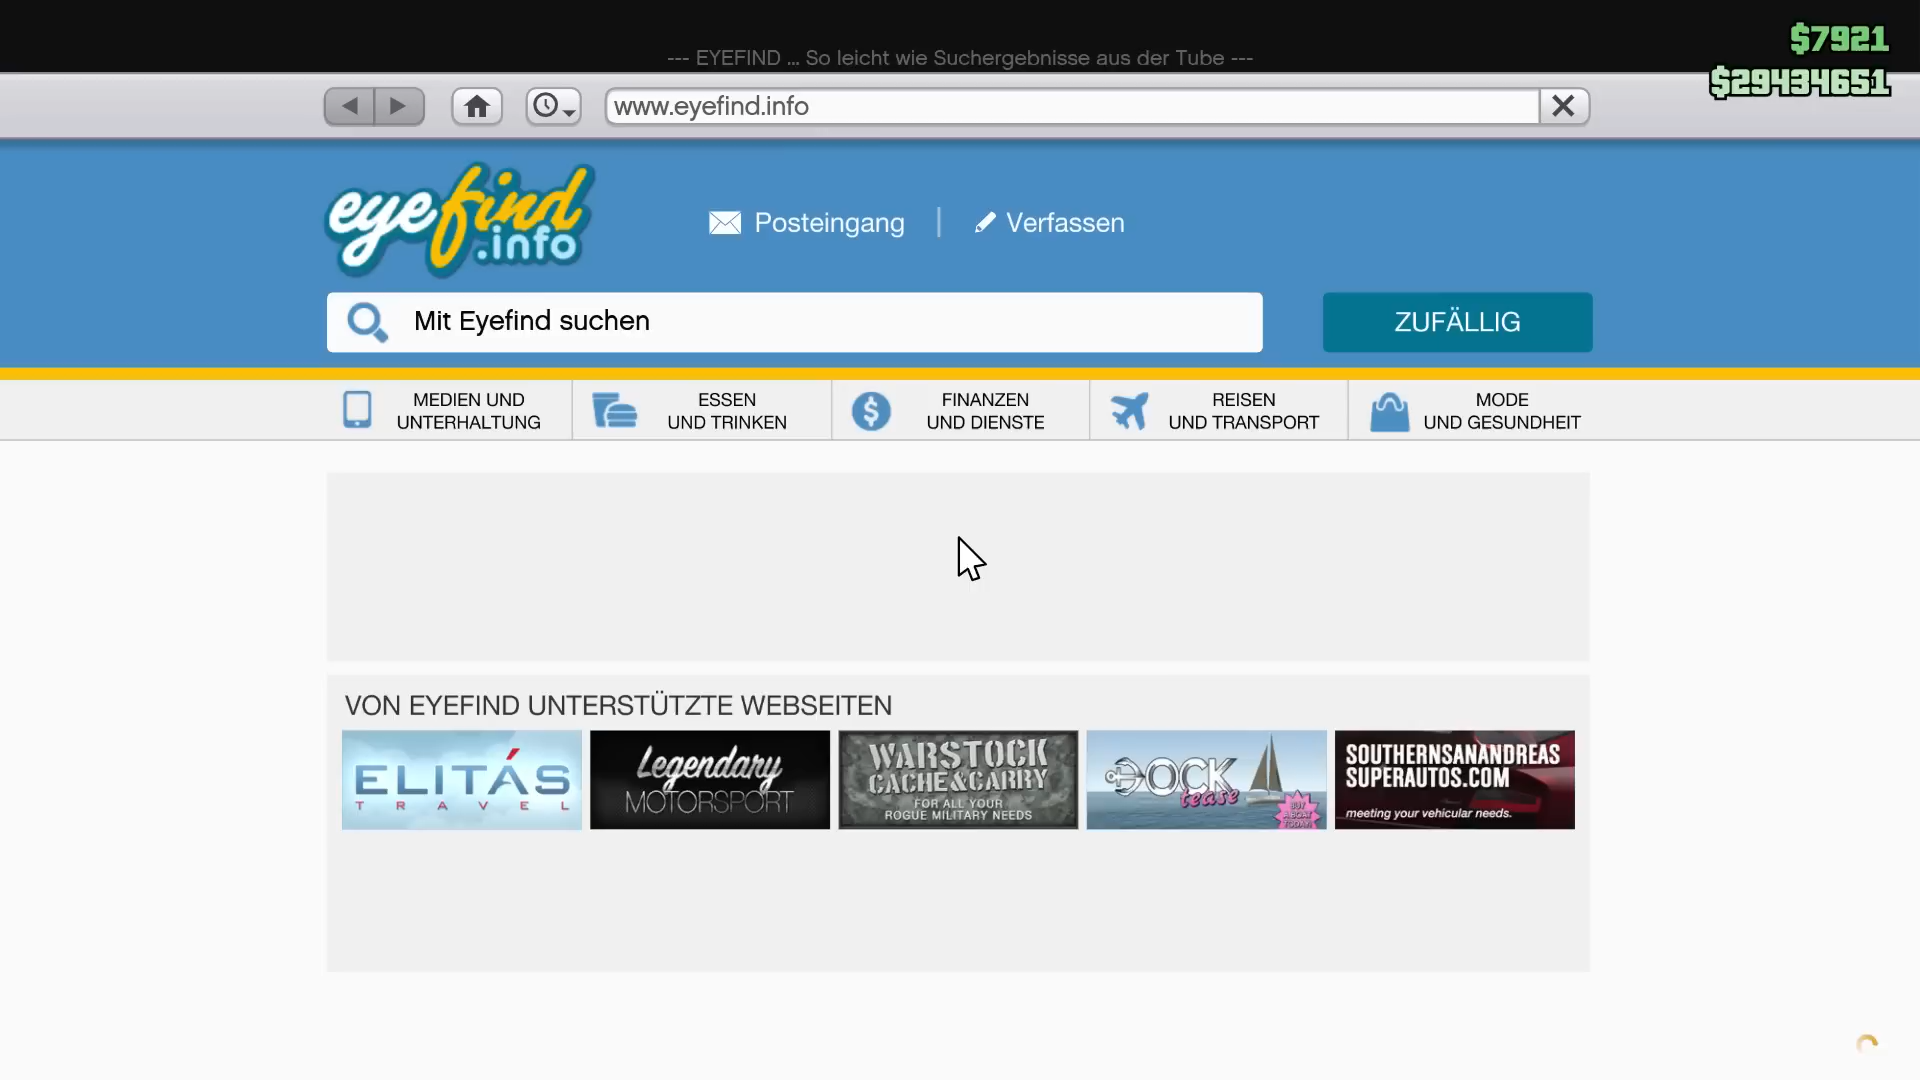 $7921
--- EYEFIND ... So leicht wie Suchergebnisse aus der Tube ---
$29434651
www.eyefind.info
eyefind
.info
Posteingang
Verfassen
Mit Eyefind suchen
ZUFÄLLIG
MEDIEN UND
UNTERHALTUNG
ESSEN
UND TRINKEN
FINANZEN
UND DIENSTE
REISEN
UND TRANSPORT
MODE
UND GESUNDHEIT
VON EYEFIND UNTERSTÜTZTE WEBSEITEN
ELITÁS
TRAVEL
Legendary
MOTORSPORT
WARSTOCK
CACHE&CARRY
FOR ALL YOUR
ROGUE MILITARY NEEDS
DOCK
tease
BUY
A BOAT
TODAY!
SOUTHERNSANANDREAS
SUPERAUTOS.COM
meeting your vehicular needs.